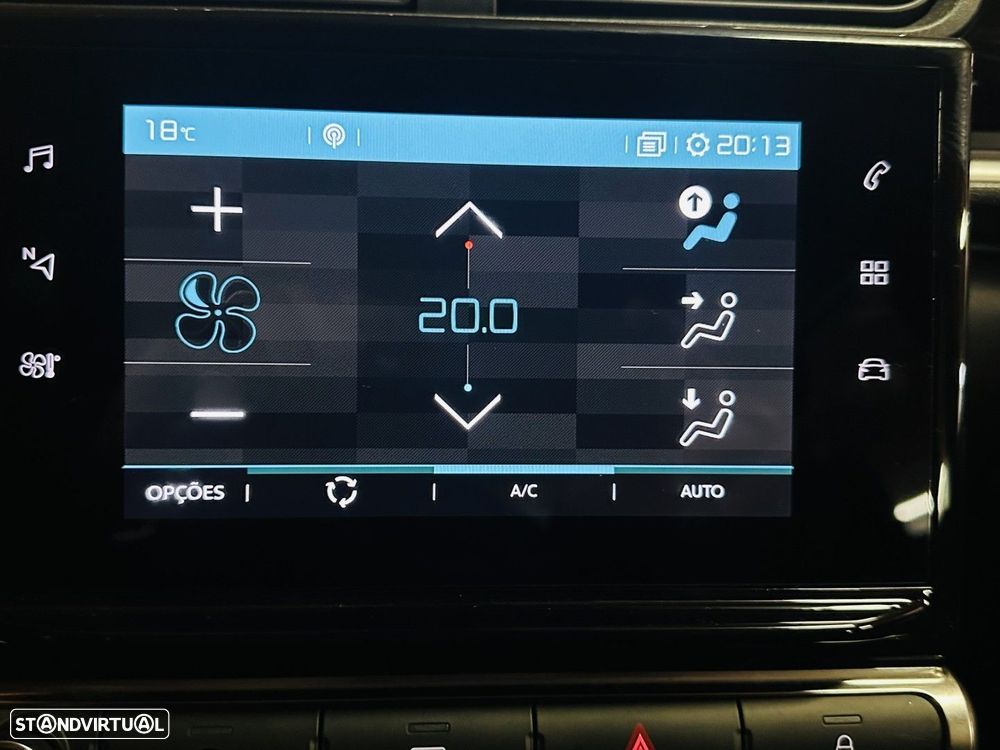 18°C 20:13
N
20.0
OPÇÕES | | A/C | AUTO
STANDVIRTUAL